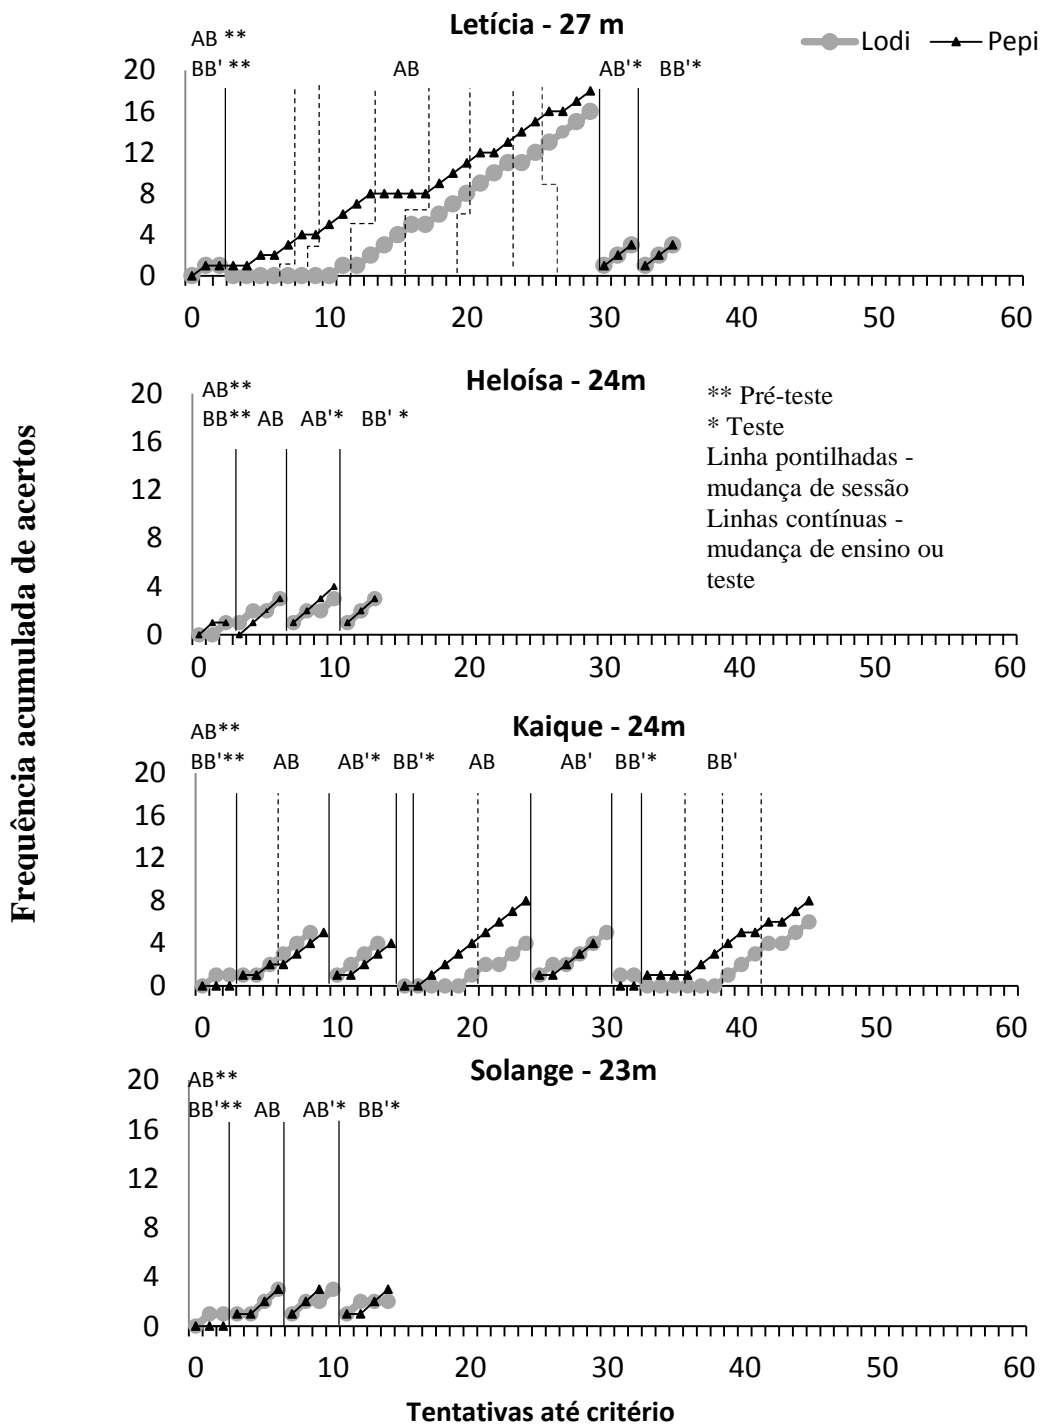 Frequência acumulada de acertos
Letícia - 27 m
Lodi Pepi
AB **
BB' ** AB AB'* BB'*
20
16
12
8
4
0
0 10 20 30 40 50 60
Heloísa - 24m
AB**
BB** AB AB'* BB' *
20
16
12
8
4
0
0 10 20 30 40 50 60
** Pré-teste
* Teste
Linha pontilhadas -
mudança de sessão
Linhas contínuas -
mudança de ensino ou
teste
Kaique - 24m
AB**
BB'** AB AB'* BB'* AB AB' BB'* BB'
20
16
12
8
4
0
0 10 20 30 40 50 60
Solange - 23m
AB**
BB'** AB AB'* BB'*
20
16
12
8
4
0
0 10 20 30 40 50 60
Tentativas até critério